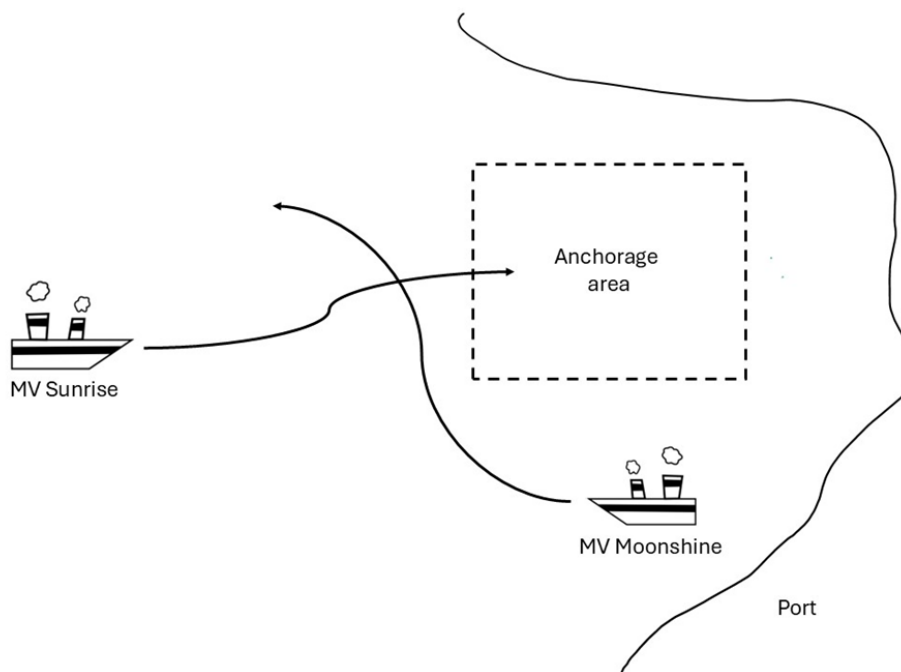 Anchorage
area
MV Sunrise
MV Moonshine
Port